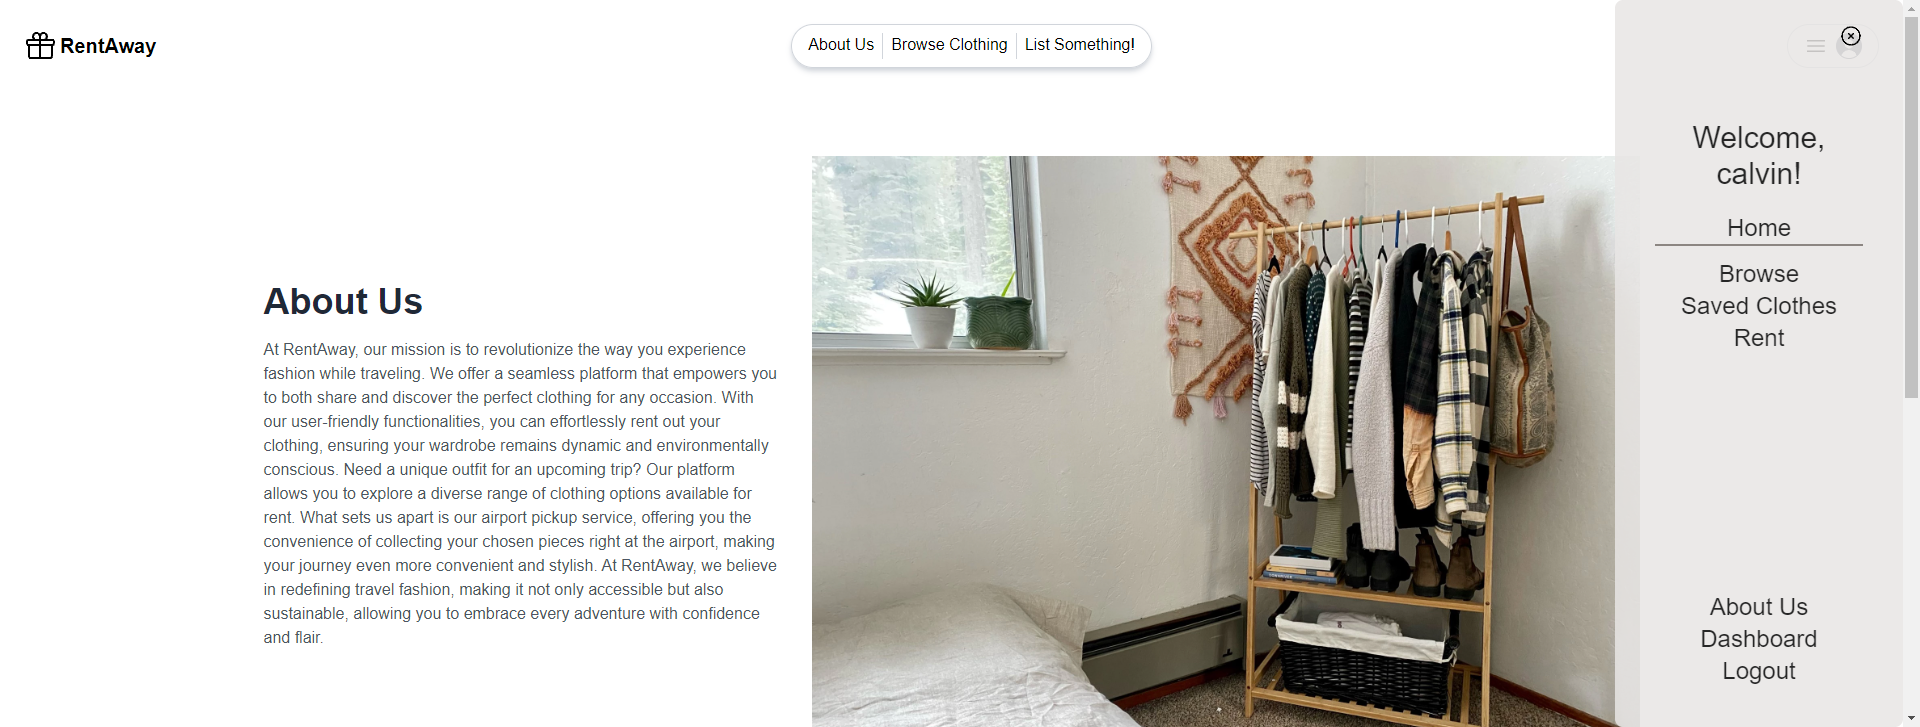 RentAway
About Us
Browse Clothing
List Something!
Welcome,
calvin!
Home
Browse
Saved Clothes
Rent
About Us
Dashboard
Logout
About Us
At RentAway, our mission is to revolutionize the way you experience
fashion while traveling. We offer a seamless platform that empowers you
to both share and discover the perfect clothing for any occasion. With
our user-friendly functionalities, you can effortlessly rent out your
clothing, ensuring your wardrobe remains dynamic and environmentally
conscious. Need a unique outfit for an upcoming trip? Our platform
allows you to explore a diverse range of clothing options available for
rent. What sets us apart is our airport pickup service, offering you the
convenience of collecting your chosen pieces right at the airport, making
your journey even more convenient and stylish. At RentAway, we believe
in redefining travel fashion, making it not only accessible but also
sustainable, allowing you to embrace every adventure with confidence
and flair.